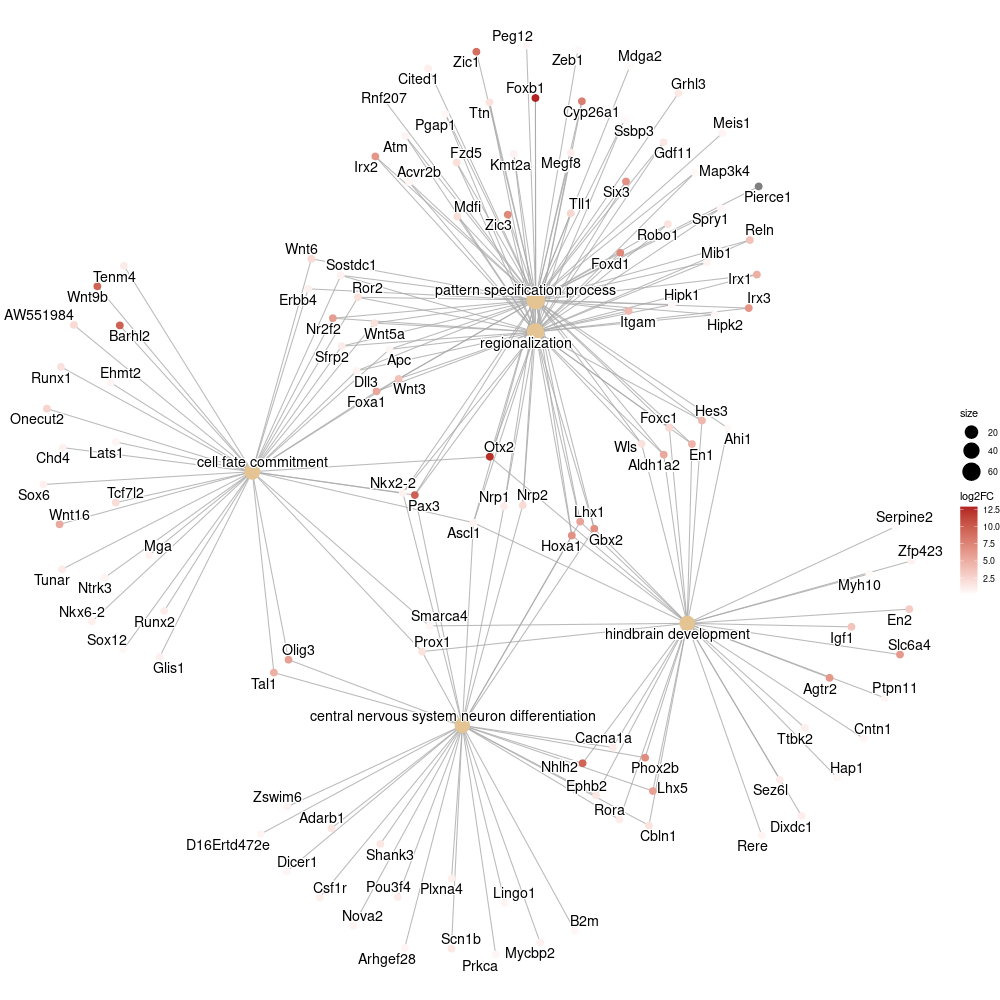 Peg12
Zic1
Zeb1
Mdga2
Cited1
Foxb1
Grhl3
Rnf207
Ttn
Cyp26a1
Pgap1
Ssbp3
Meis1
Atm
Fzd5
Kmt2a
Megf8
Gdf11
Irx2
Acvr2b
Map3k4
Six3
Pierce1
Mdfi
Tll1
Zic3
Spry1
Robo1
Reln
Wnt6
Mib1
Sostdc1
Foxd1
Tenm4
Irx1
Ror2
pattern specification process
Wnt9b
Erbb4
Hipk1
Irx3
AW551984
Nr2f2
Wnt5a
Itgam
Hipk2
Barhl2
regionalization
Sfrp2
Apc
Runx1
Ehmt2
Dll3
Wnt3
Foxa1
Onecut2
Foxc1
Hes3
size
20
40
60
Ahi1
Wls
Otx2
Lats1
En1
Chd4
cell fate commitment
Aldh1a2
Nkx2-2
Sox6
Tcf7l2
Nrp1
Nrp2
log2FC
12.5
10.0
7.5
5.0
2.5
Pax3
Wnt16
Lhx1
Serpine2
Ascl1
Hoxa1
Gbx2
Mga
Zfp423
Tunar
Ntrk3
Myh10
Nkx6-2
Runx2
Smarca4
En2
Sox12
Prox1
hindbrain development
Igf1
Slc6a4
Olig3
Glis1
Tal1
Agtr2
Ptpn11
central nervous system neuron differentiation
Cntn1
Cacna1a
Ttbk2
Nhlh2
Phox2b
Hap1
Ephb2
Lhx5
Sez6l
Zswim6
Rora
Adarb1
Cbln1
Dixdc1
D16Ertd472e
Rere
Dicer1
Shank3
Csf1r
Pou3f4
Plxna4
Lingo1
Nova2
B2m
Scn1b
Arhgef28
Mycbp2
Prkca